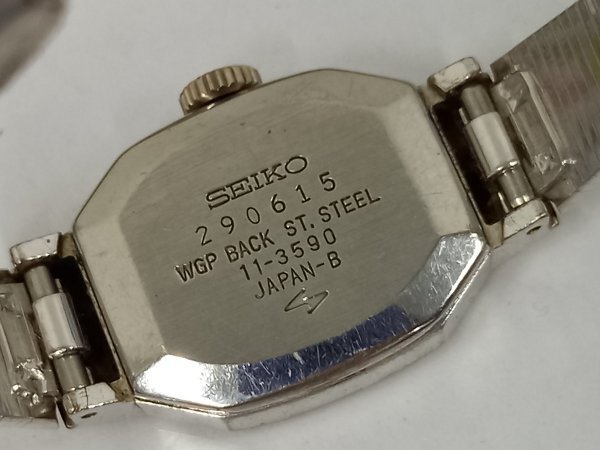 SEIKO
290615
WGP BACK ST. STEEL
11-3590
JAPAN-B